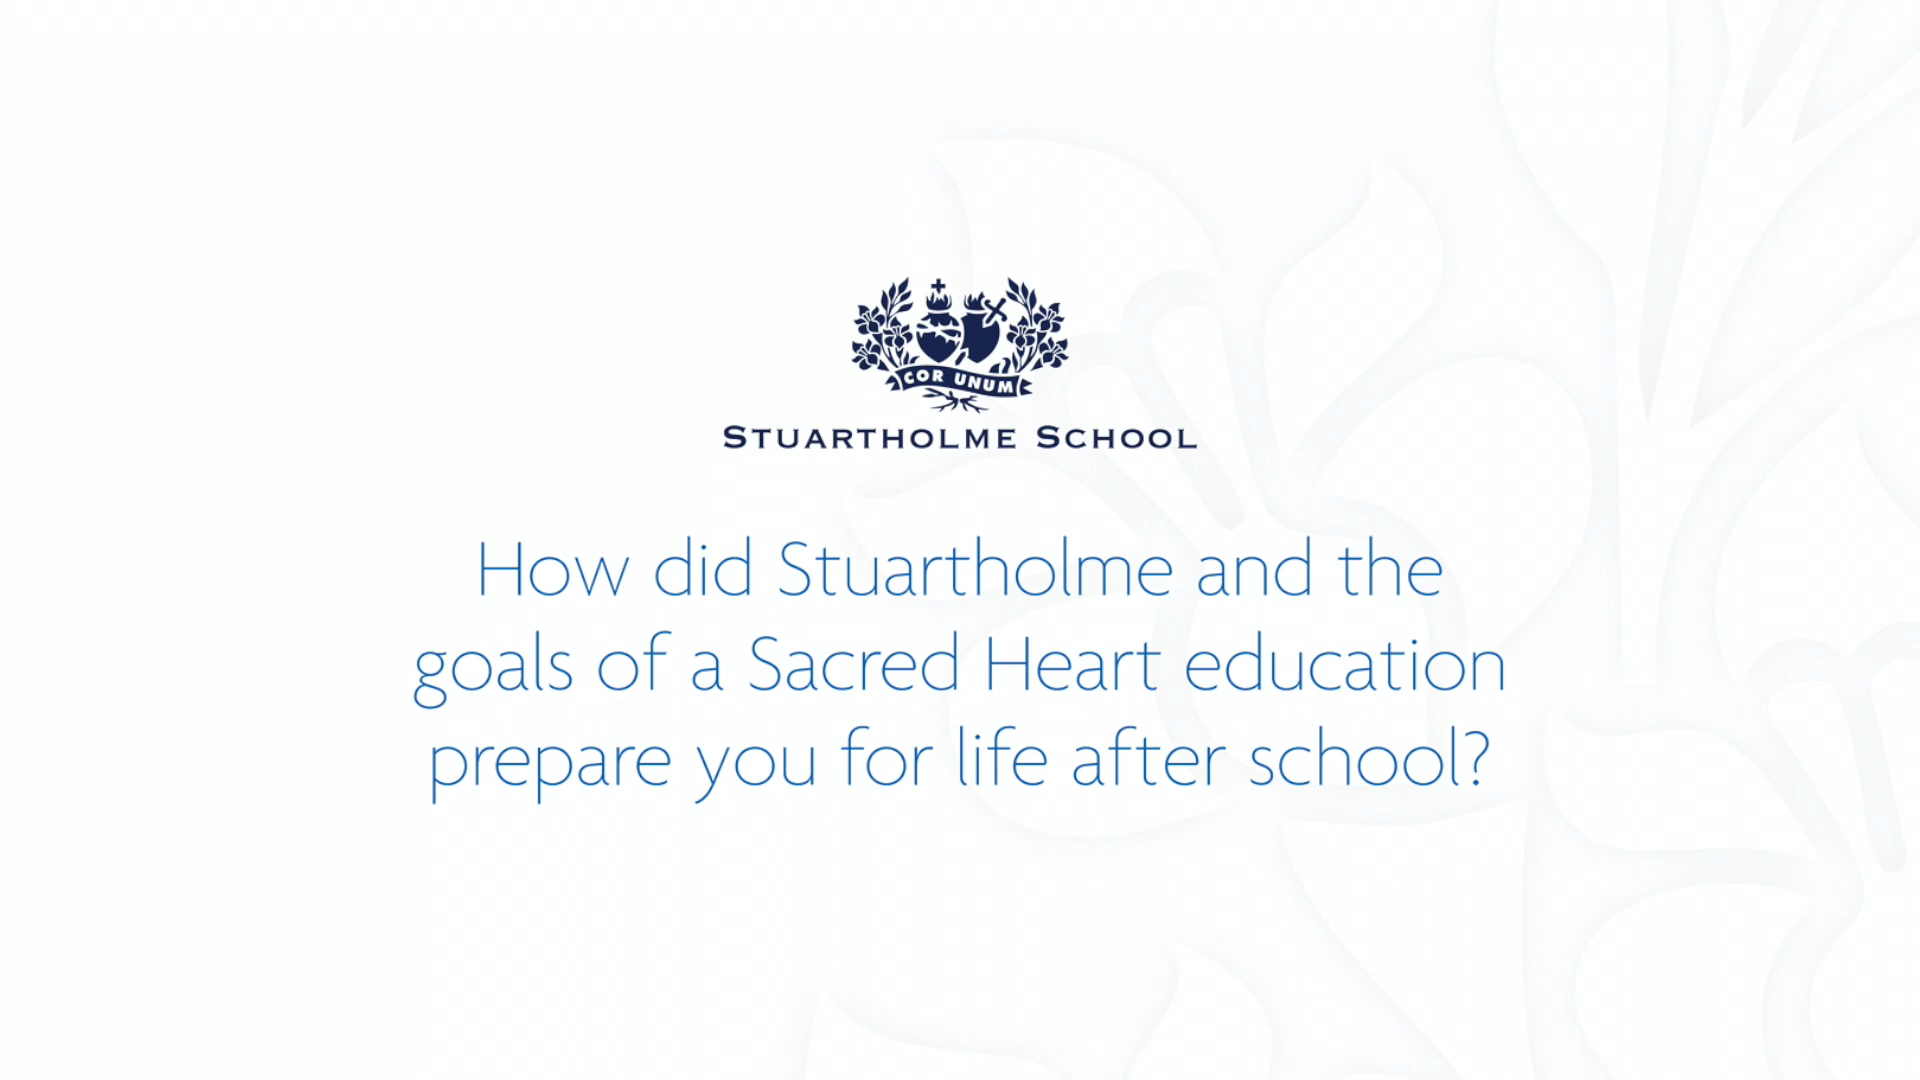 COR UNUM
STUARTHOLME SCHOOL
How did Stuartholme and the
goals of a Sacred Heart education
prepare you for life after school?